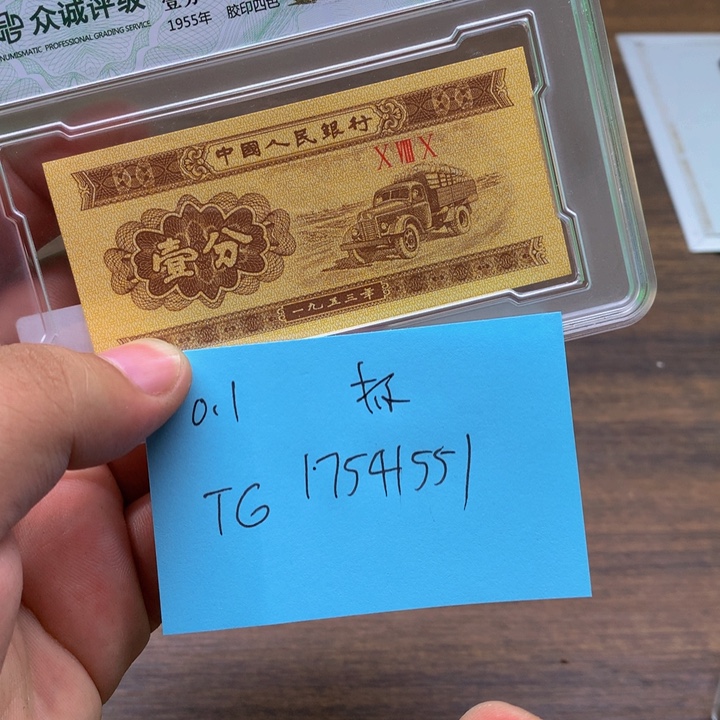 众诚评级
NUMISMATIC PROFESSIONAL GRADING SERVICE
1955年 胶印四色
中國人民銀行
X VIII X
壹分
一九五三年
0.1
TG 17541551